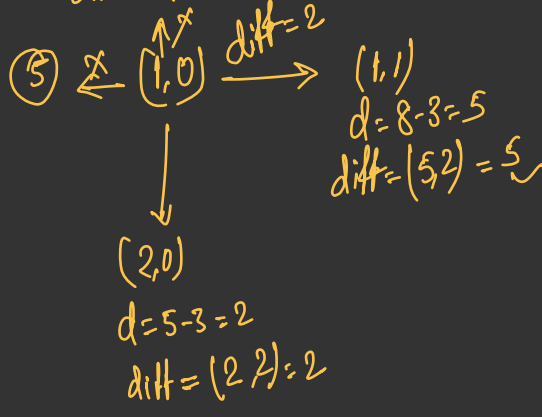 ⑤ x (1,0) x diff=2
(1,1)
d=8-3=5
diff=(5,2)=5✓
(2,0)
d=5-3=2
diff=(2,2)=2